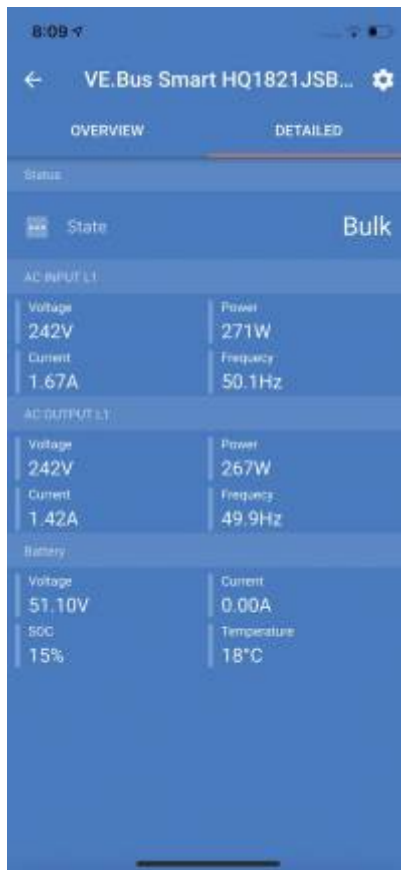 8:09
VE.Bus Smart HQ1821JSB...
OVERVIEW DETAILED
Status
State Bulk
AC INPUT L1
Voltage Power
242V 271W
Current Frequecy
1.67A 50.1Hz
AC OUTPUT L1
Voltage Power
242V 267W
Current Frequecy
1.42A 49.9Hz
Battery
Voltage Current
51.10V 0.00A
SOC Temperature
15% 18°C